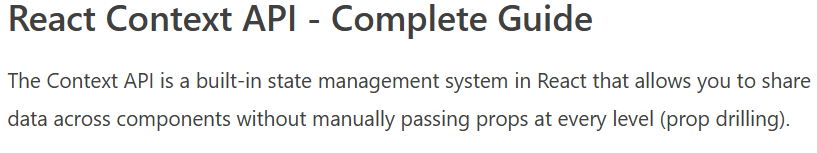 React Context API - Complete Guide
The Context API is a built-in state management system in React that allows you to share
data across components without manually passing props at every level (prop drilling).